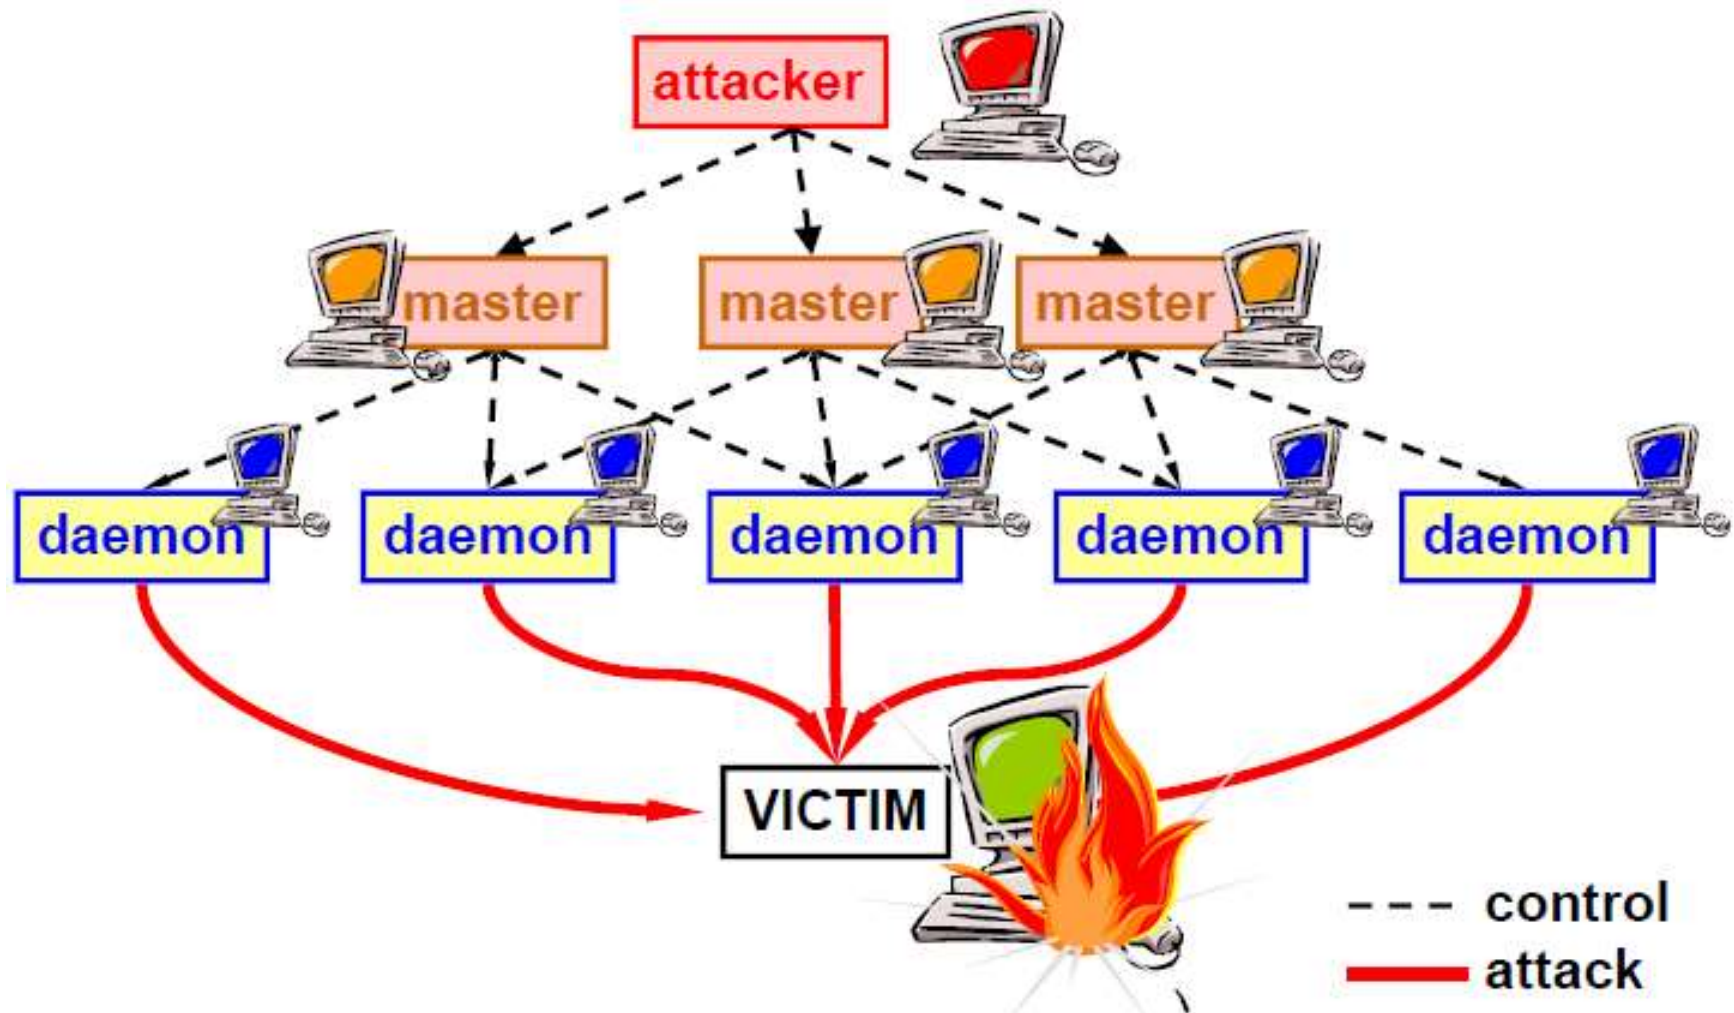 attacker
master master master
daemon daemon daemon daemon daemon
VICTIM
control
attack